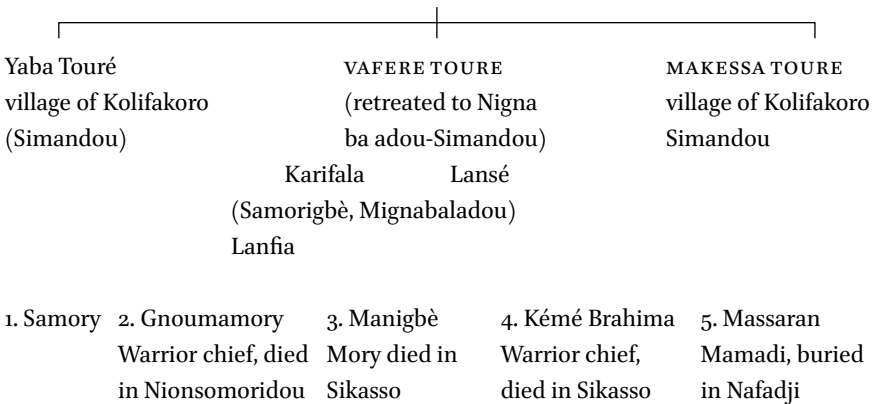 Yaba Touré VAFERE TOURE MAKESSA TOURE
village of Kolifakoro (retreated to Nigna village of Kolifakoro
(Simandou) ba adou-Simandou) Simandou
Karifala Lansé
(Samorigbè, Mignabaladou)
Lanfia
1. Samory 2. Gnoumamory 3. Manigbè 4. Kémé Brahima 5. Massaran
Warrior chief, died Mory died in Warrior chief, Mamadi, buried
in Nionsomoridou Sikasso died in Sikasso in Nafadji